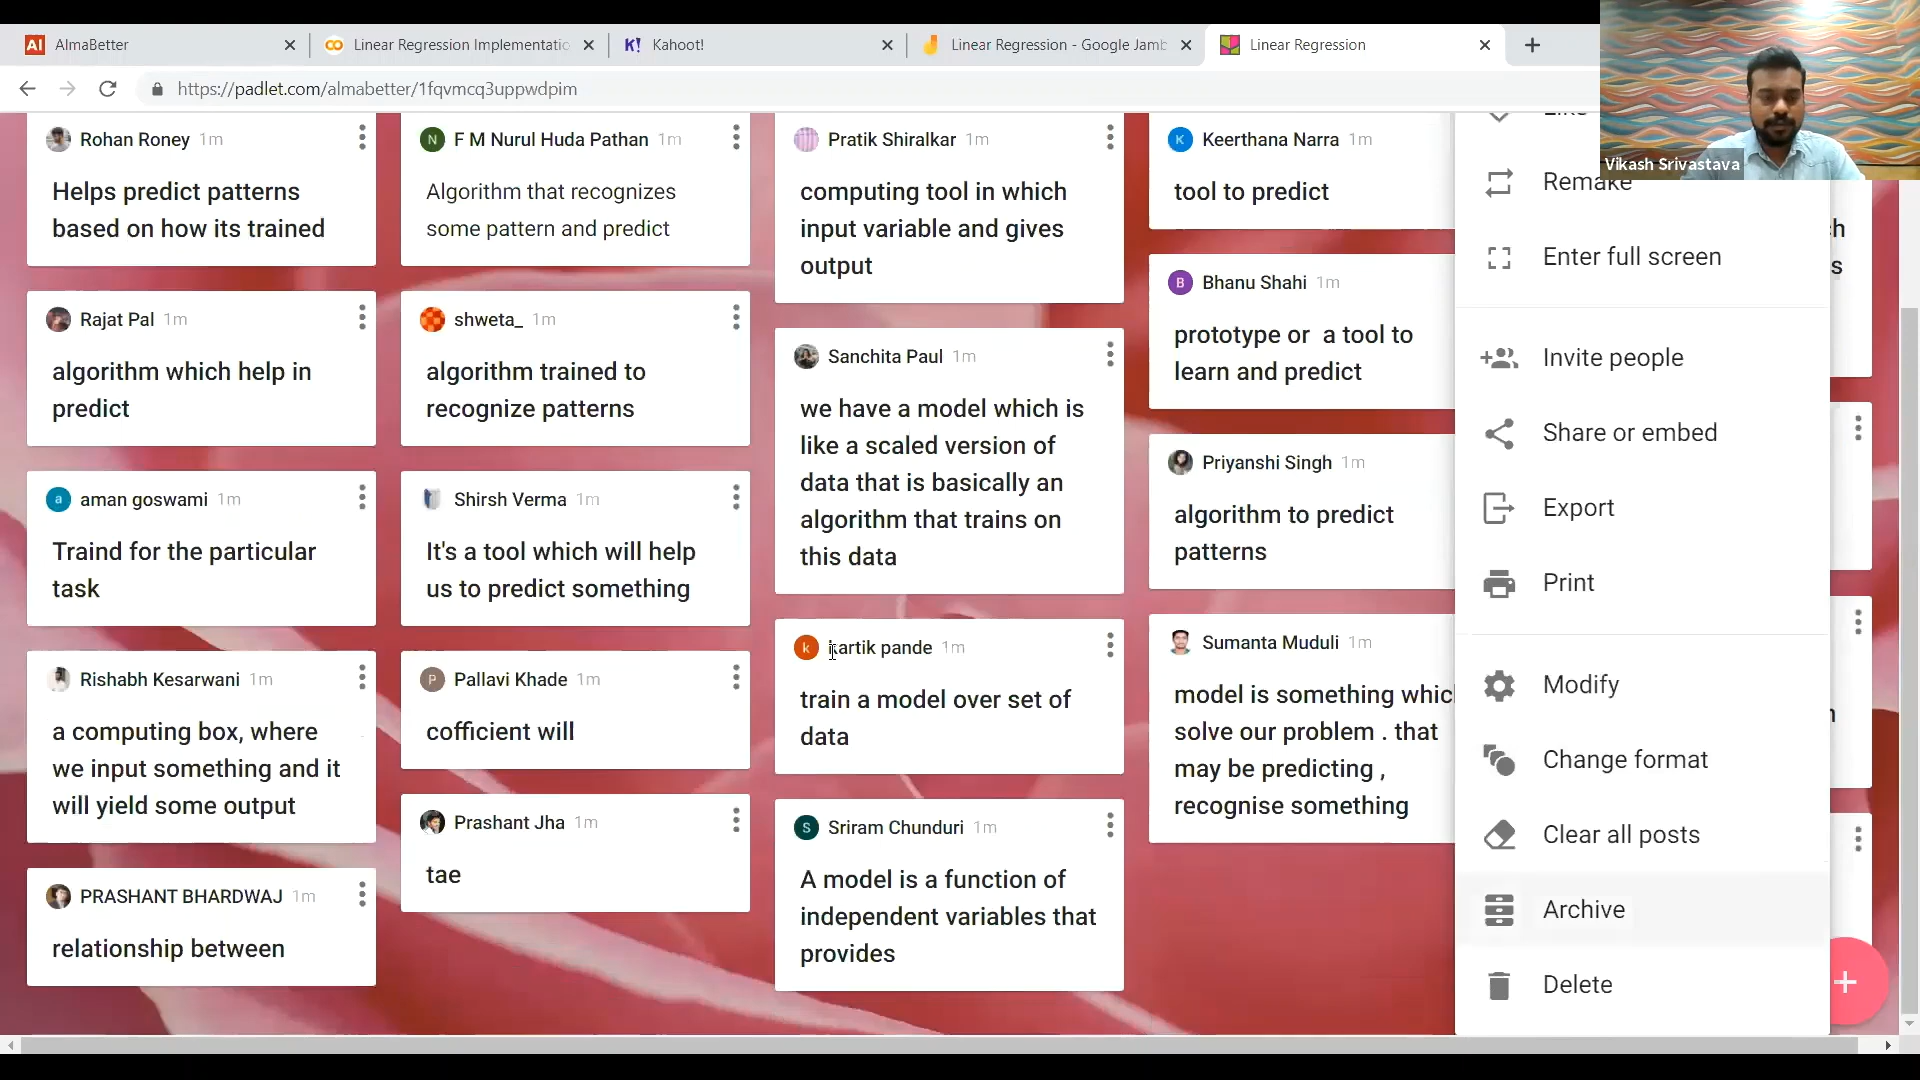 AlmaBetter
Linear Regression Implementatio
Kahoot!
Linear Regression - Google Jamb
Linear Regression
https://padlet.com/almabetter/1fqvmcq3uppwdpim
Vikash Srivastava
Rohan Roney 1m
Helps predict patterns
based on how its trained
Rajat Pal 1m
algorithm which help in
predict
aman goswami 1m
Traind for the particular
task
Rishabh Kesarwani 1m
a computing box, where
we input something and it
will yield some output
PRASHANT BHARDWAJ 1m
relationship between
N F M Nurul Huda Pathan 1m
Algorithm that recognizes
some pattern and predict
shweta_ 1m
algorithm trained to
recognize patterns
Shirsh Verma 1m
It's a tool which will help
us to predict something
P Pallavi Khade 1m
cofficient will
Prashant Jha 1m
tae
Pratik Shiralkar 1m
computing tool in which
input variable and gives
output
Sanchita Paul 1m
we have a model which is
like a scaled version of
data that is basically an
algorithm that trains on
this data
k kartik pande 1m
train a model over set of
data
S Sriram Chunduri 1m
A model is a function of
independent variables that
provides
K Keerthana Narra 1m
tool to predict
B Bhanu Shahi 1m
prototype or a tool to
learn and predict
Priyanshi Singh 1m
algorithm to predict
patterns
Sumanta Muduli 1m
model is something whic
solve our problem . that
may be predicting ,
recognise something
Remake
Enter full screen
Invite people
Share or embed
Export
Print
Modify
Change format
Clear all posts
Archive
Delete